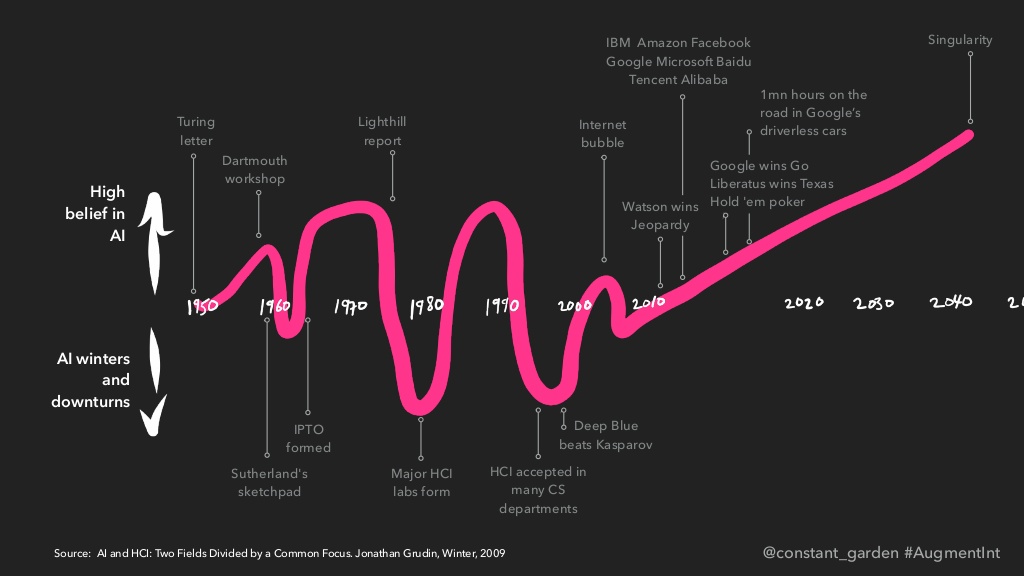 Singularity
IBM Amazon Facebook
Google Microsoft Baidu
Tencent Alibaba
1mn hours on the
road in Google's
driverless cars
Turing
letter
Lighthill
report
Internet
bubble
Dartmouth
workshop
Google wins Go
Liberatus wins Texas
Hold 'em poker
High
belief in
AI
Watson wins
Jeopardy
1950 1960 1970 1980 1990 2000 2010 2020 2030 2040
AI winters
and
downturns
IPTO
formed
Deep Blue
beats Kasparov
Sutherland's
sketchpad
Major HCI
labs form
HCI accepted in
many CS
departments
Source: AI and HCI: Two Fields Divided by a Common Focus. Jonathan Grudin, Winter, 2009
@constant_garden #AugmentInt